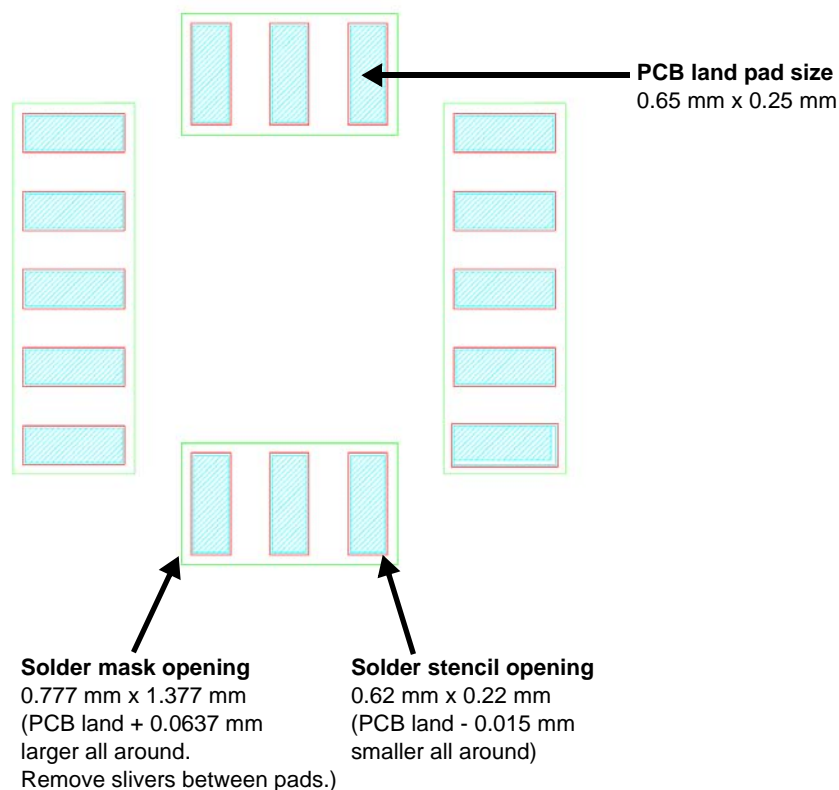 PCB land pad size
0.65 mm x 0.25 mm
Solder mask opening
0.777 mm x 1.377 mm
(PCB land + 0.0637 mm
larger all around.
Remove slivers between pads.)
Solder stencil opening
0.62 mm x 0.22 mm
(PCB land - 0.015 mm
smaller all around)